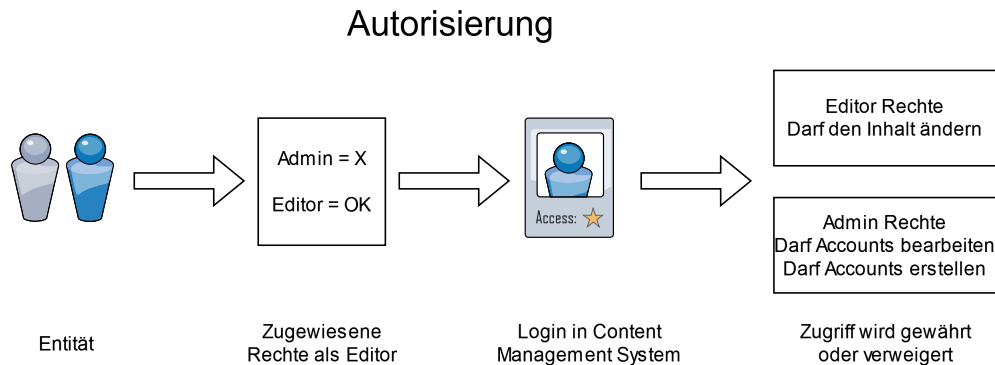 Autorisierung
Admin = X
Editor = OK
Access:
Editor Rechte
Darf den Inhalt ändern
Admin Rechte
Darf Accounts bearbeiten
Darf Accounts erstellen
Entität
Zugewiesene
Rechte als Editor
Login in Content
Management System
Zugriff wird gewährt
oder verweigert